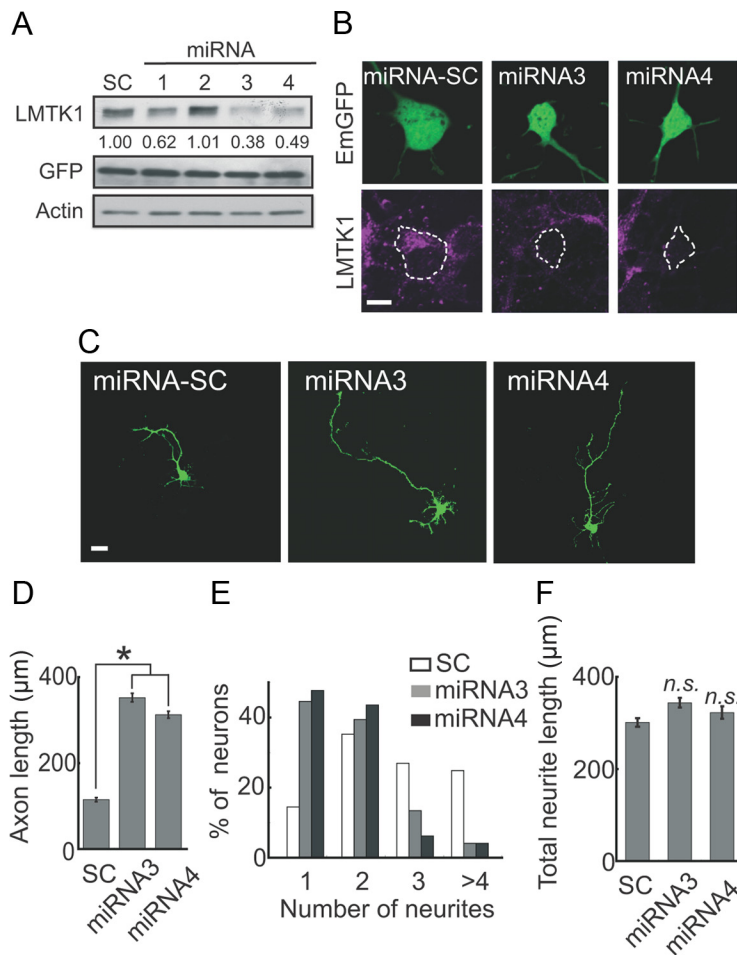 A
miRNA
SC 1 2 3 4
LMTK1
1.00 0.62 1.01 0.38 0.49
GFP
Actin
B
miRNA-SC miRNA3 miRNA4
EmGFP
LMTK1
C
miRNA-SC miRNA3 miRNA4
D
*
Axon length (µm)
400
200
0
SC miRNA3 miRNA4
E
SC
miRNA3
miRNA4
% of neurons
40
20
0
1 2 3 >4
Number of neurites
F
Total neurite length (µm)
400
200
0
n.s.
n.s.
SC miRNA3 miRNA4